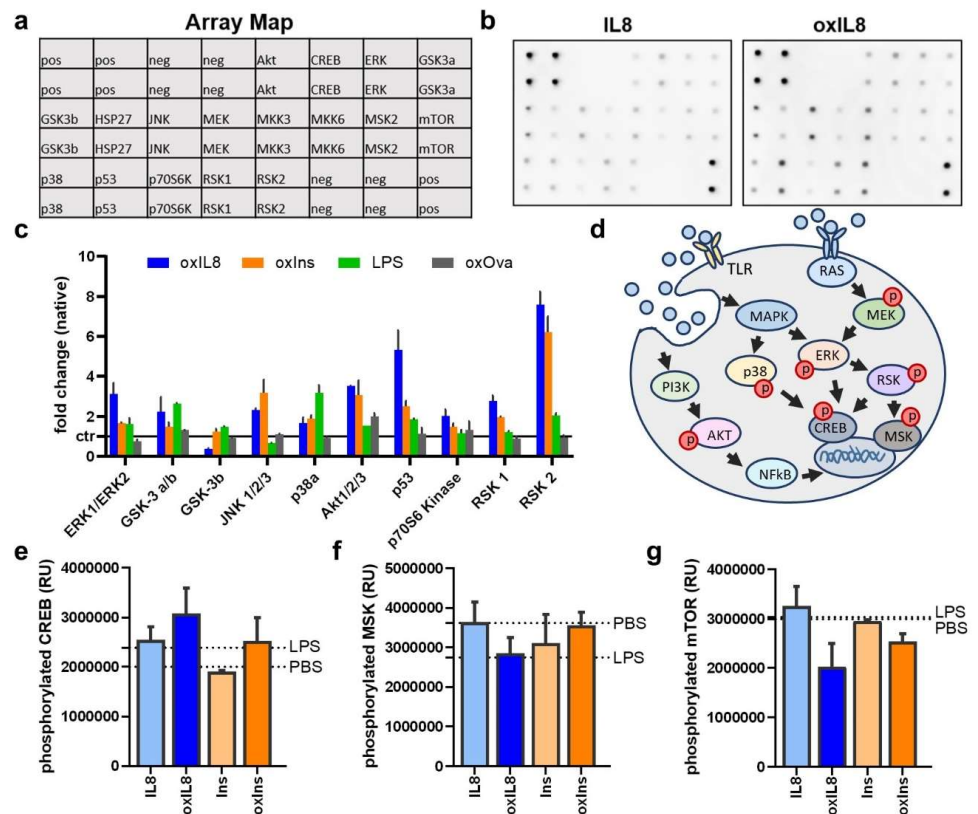 a
Array Map
pos pos neg neg Akt CREB ERK GSK3a
pos pos neg neg Akt CREB ERK GSK3a
GSK3b HSP27 JNK MEK MKK3 MKK6 MSK2 mTOR
GSK3b HSP27 JNK MEK MKK3 MKK6 MSK2 mTOR
p38 p53 p70S6K RSK1 RSK2 neg neg pos
p38 p53 p70S6K RSK1 RSK2 neg neg pos
b
IL8 oxIL8
c
oxIL8 oxIns LPS oxOva
fold change (native)
10
8
6
4
2
ctr
0
ERK1/ERK2
GSK-3 a/b
GSK-3b
JNK 1/2/3
p38a
Akt1/2/3
p53
p70S6 Kinase
RSK 1
RSK 2
d
TLR
RAS
MAPK
MEK
p
ERK
p
p38
p
RSK
p
PI3K
AKT
p
CREB
p
MSK
p
NFkB
e
phosphorylated CREB (RU)
4000000
3000000
2000000
1000000
0
LPS
PBS
IL8
oxIL8
Ins
oxIns
f
phosphorylated MSK (RU)
5000000
4000000
3000000
2000000
1000000
0
PBS
LPS
IL8
oxIL8
Ins
oxIns
g
phosphorylated mTOR (RU)
4000000
3000000
2000000
1000000
0
LPS
PBS
IL8
oxIL8
Ins
oxIns